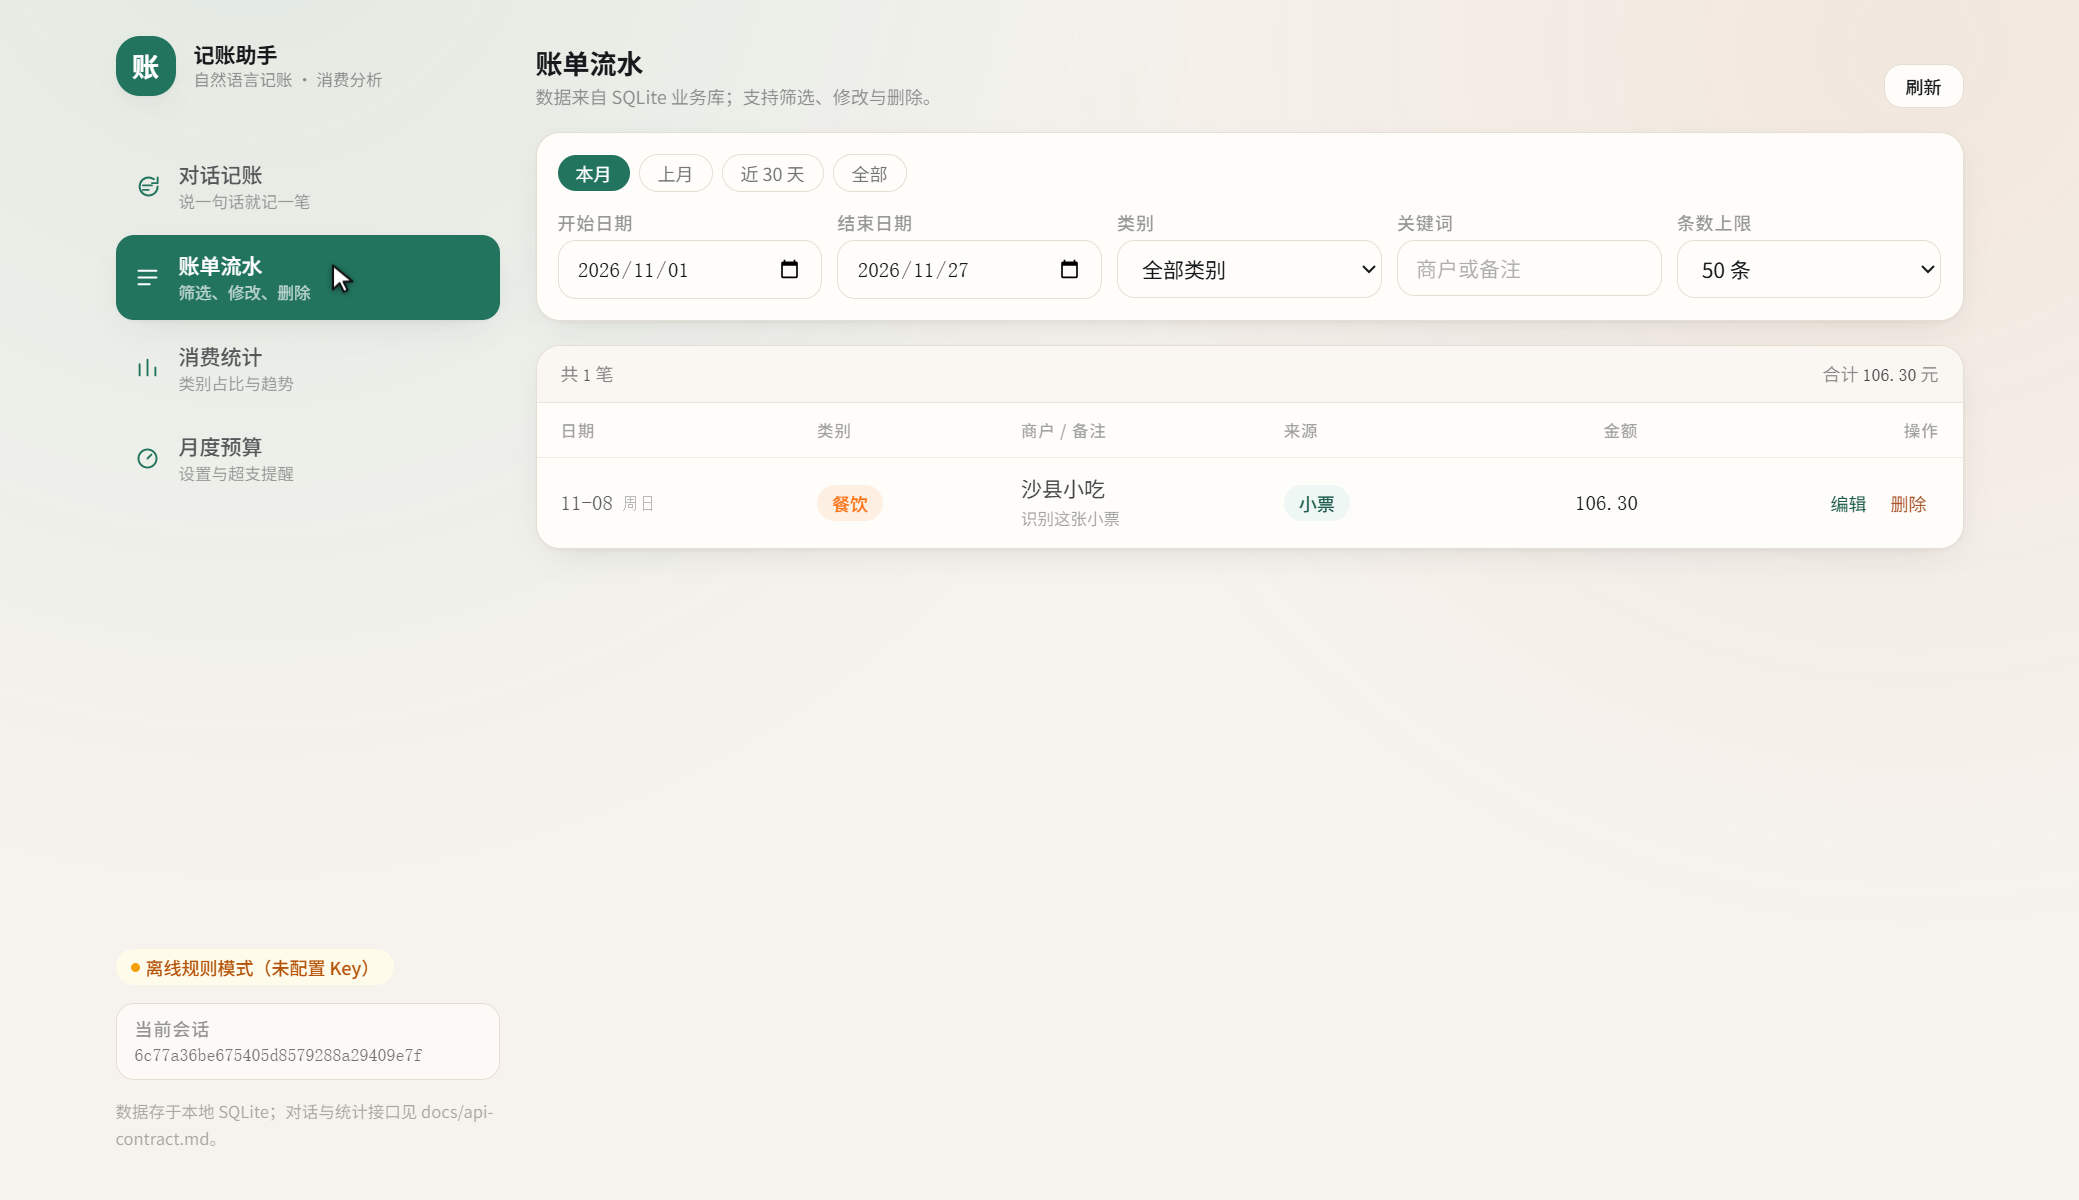 账
记账助手
自然语言记账 · 消费分析
对话记账
说一句话就记一笔
账单流水
筛选、修改、删除
消费统计
类别占比与趋势
月度预算
设置与超支提醒
离线规则模式（未配置 Key）
当前会话
6c77a36be675405d8579288a29409e7f
数据存于本地 SQLite；对话与统计接口见 docs/api-
contract.md。
账单流水
数据来自 SQLite 业务库；支持筛选、修改与删除。
刷新
本月 上月 近 30 天 全部
开始日期 结束日期 类别 关键词 条数上限
2026/11/01 2026/11/27 全部类别 商户或备注 50 条
共 1 笔 合计 106.30 元
日期 类别 商户 / 备注 来源 金额 操作
11-08 周日 餐饮 沙县小吃 小票 106.30 编辑 删除
识别这张小票